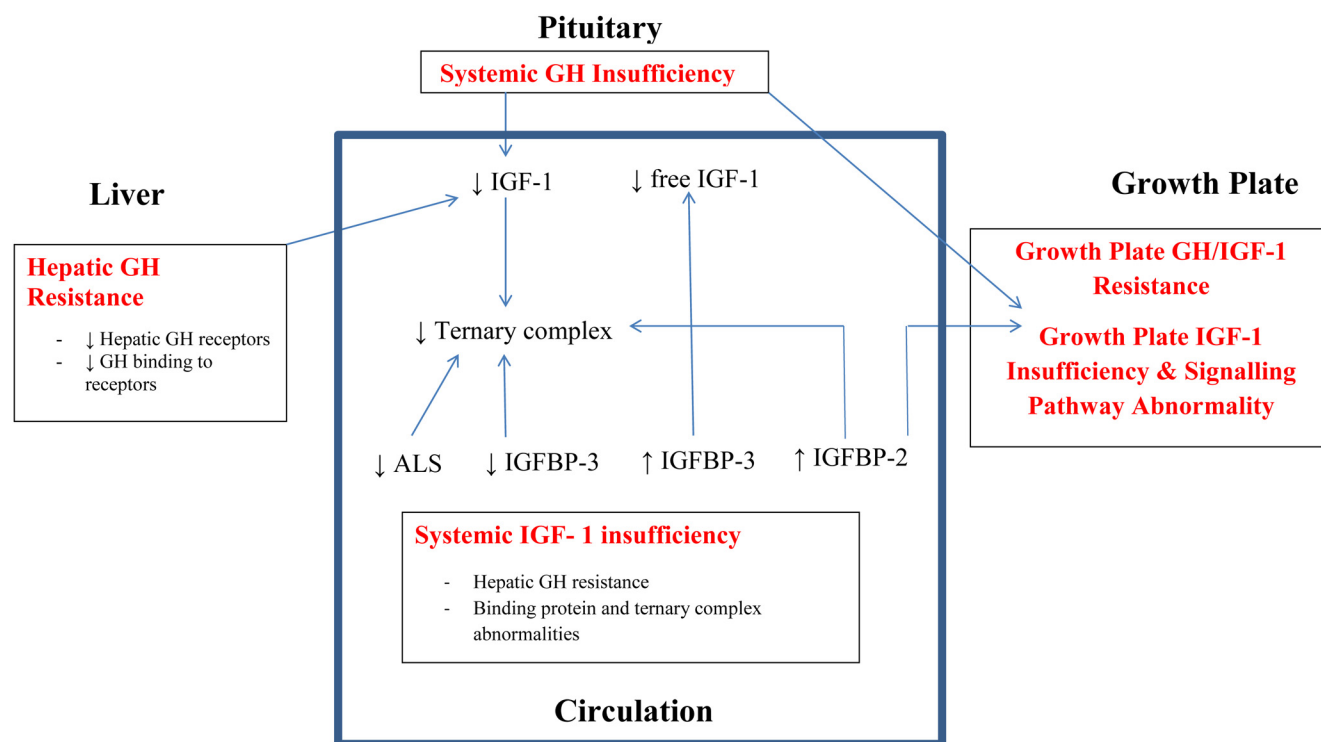 Pituitary
Systemic GH Insufficiency
Liver
Hepatic GH
Resistance
- ↓ Hepatic GH receptors
- ↓ GH binding to
receptors
↓ IGF-1
↓ free IGF-1
↓ Ternary complex
↓ ALS
↓ IGFBP-3
↑ IGFBP-3
↑ IGFBP-2
Systemic IGF- 1 insufficiency
- Hepatic GH resistance
- Binding protein and ternary complex
abnormalities
Circulation
Growth Plate
Growth Plate GH/IGF-1
Resistance
Growth Plate IGF-1
Insufficiency & Signalling
Pathway Abnormality